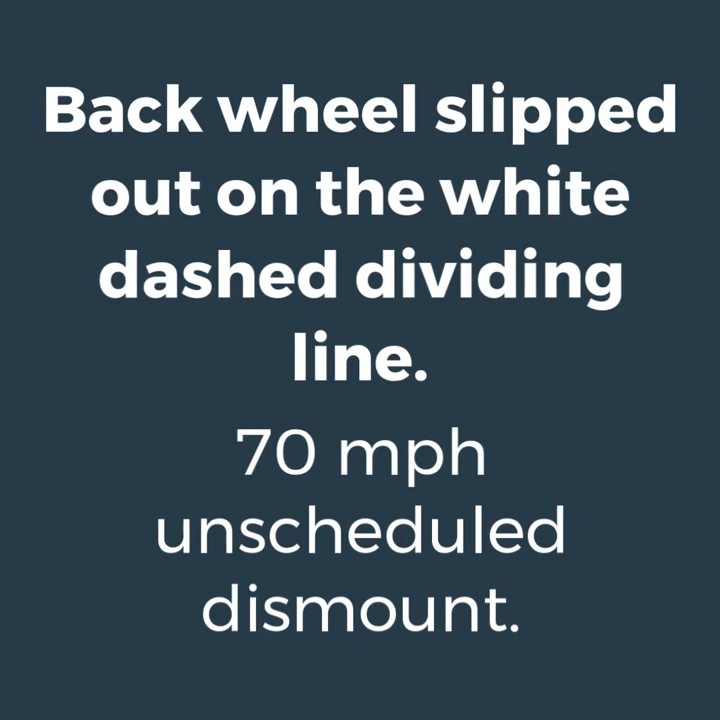 Back wheel slipped
out on the white
dashed dividing
line.
70 mph
unscheduled
dismount.